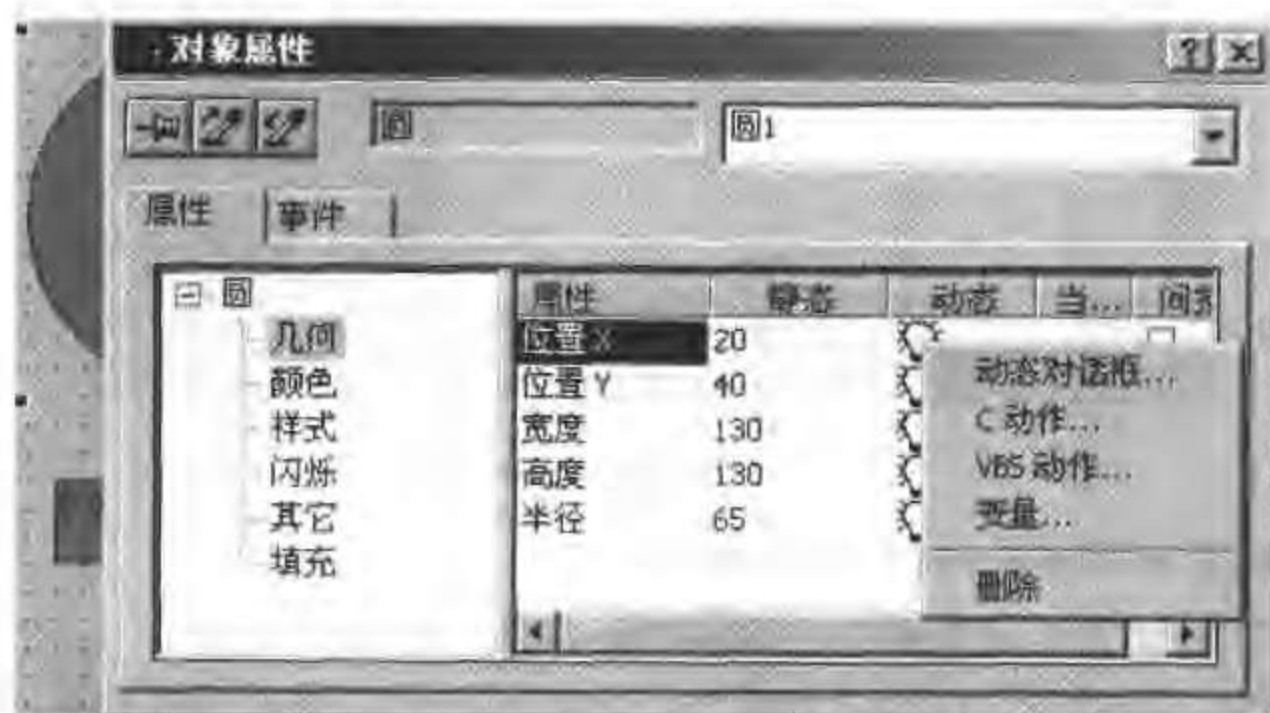 对象属性
圆
圆1
属性
事件
圆
几何
颜色
样式
闪烁
其它
填充
属性 静态 动态 当... 间
位置 X 20
位置 Y 40
宽度 130
高度 130
半径 65
动态对话框...
C 动作...
VBS 动作...
变量...
删除